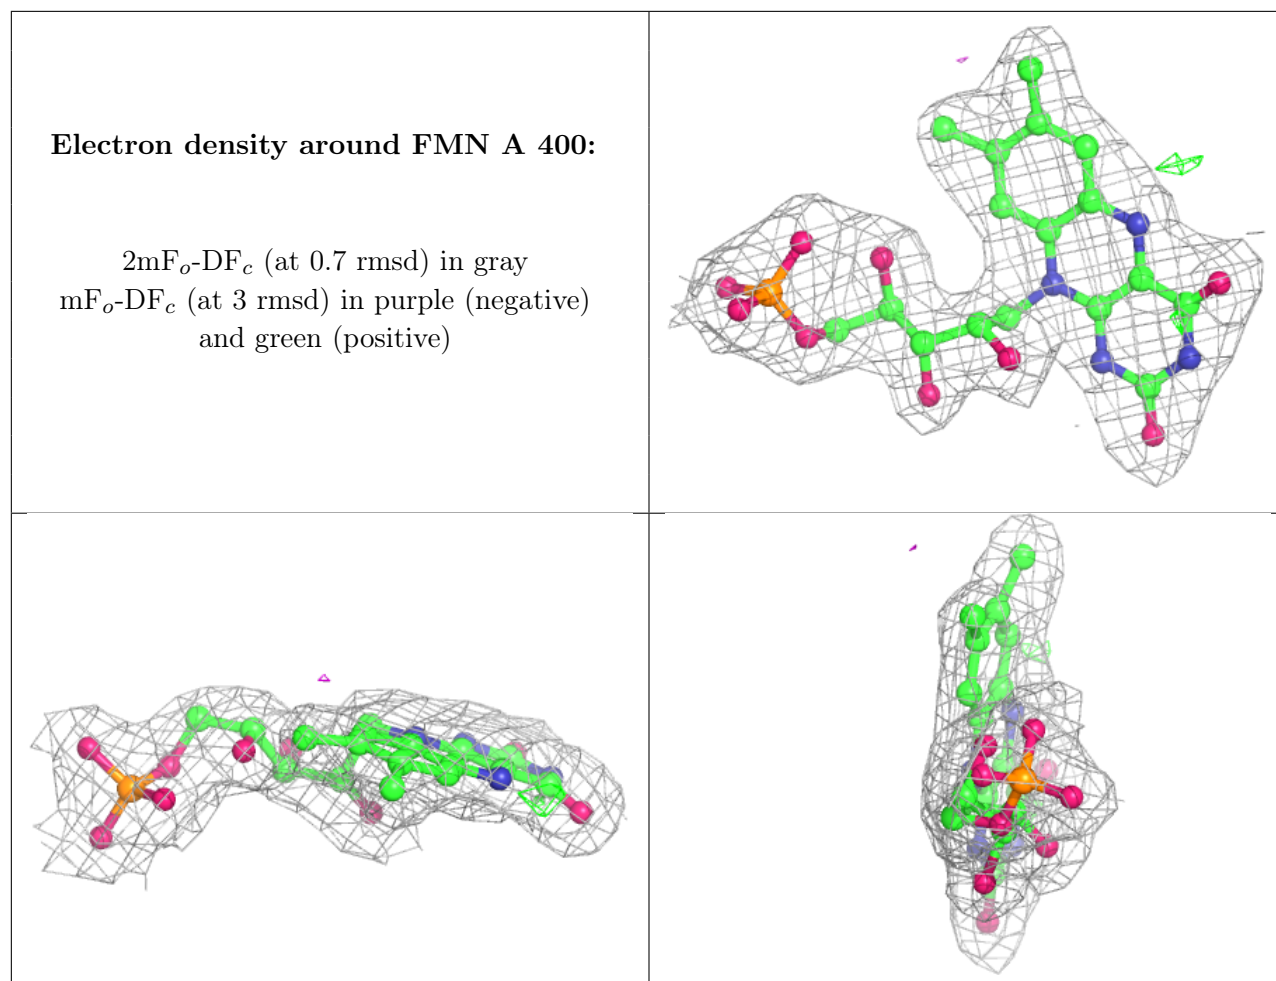 Electron density around FMN A 400:
2mFo-DFc (at 0.7 rmsd) in gray
mFo-DFc (at 3 rmsd) in purple (negative)
and green (positive)